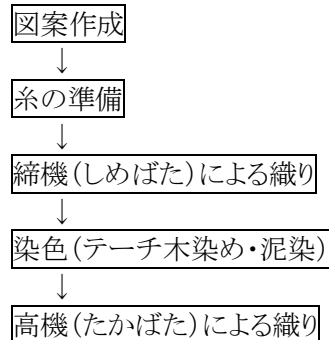 図案作成
↓
糸の準備
↓
締機(しめばた)による織り
↓
染色(テーチ木染め・泥染)
↓
高機(たかばた)による織り